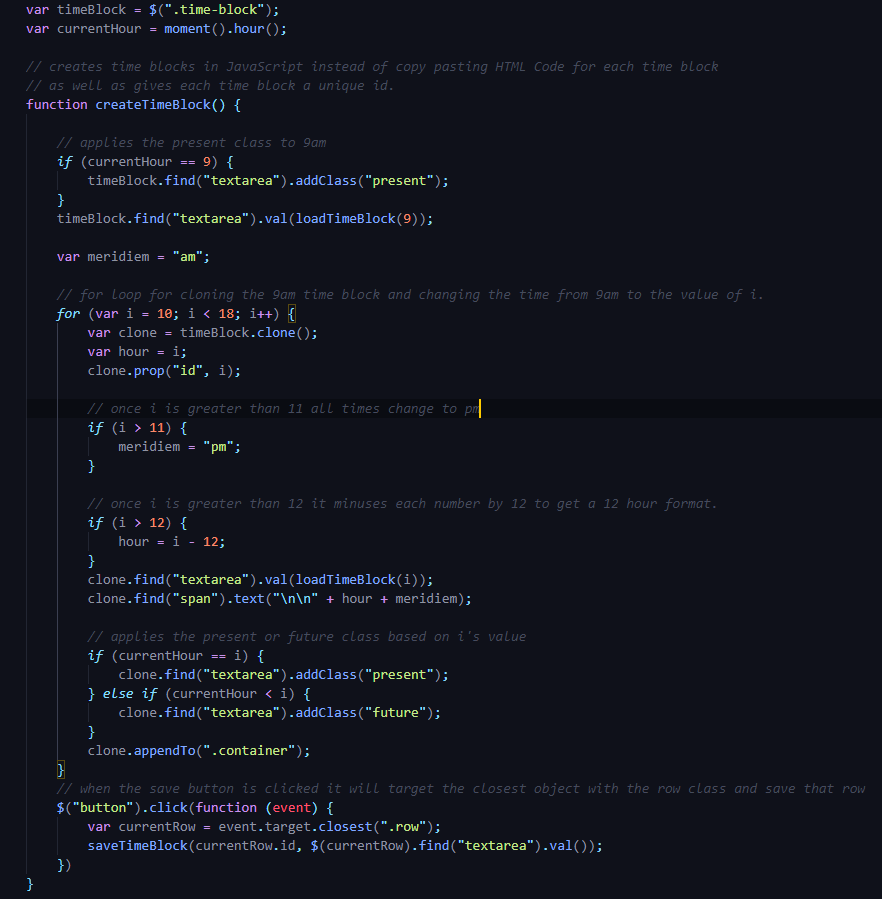 var timeBlock = $(".time-block");
var currentHour = moment().hour();

// creates time blocks in JavaScript instead of copy pasting HTML Code for each time block
// as well as gives each time block a unique id.
function createTimeBlock() {

    // applies the present class to 9am
    if (currentHour == 9) {
        timeBlock.find("textarea").addClass("present");
    }
    timeBlock.find("textarea").val(loadTimeBlock(9));

    var meridiem = "am";

    // for loop for cloning the 9am time block and changing the time from 9am to the value of i.
    for (var i = 10; i < 18; i++) {
        var clone = timeBlock.clone();
        var hour = i;
        clone.prop("id", i);

        // once i is greater than 11 all times change to pm
        if (i > 11) {
            meridiem = "pm";
        }

        // once i is greater than 12 it minuses each number by 12 to get a 12 hour format.
        if (i > 12) {
            hour = i - 12;
        }
        clone.find("textarea").val(loadTimeBlock(i));
        clone.find("span").text("\n\n" + hour + meridiem);

        // applies the present or future class based on i's value
        if (currentHour == i) {
            clone.find("textarea").addClass("present");
        } else if (currentHour < i) {
            clone.find("textarea").addClass("future");
        }
        clone.appendTo(".container");
    }
    // when the save button is clicked it will target the closest object with the row class and save that row
    $("button").click(function (event) {
        var currentRow = event.target.closest(".row");
        saveTimeBlock(currentRow.id, $(currentRow).find("textarea").val());
    })
}